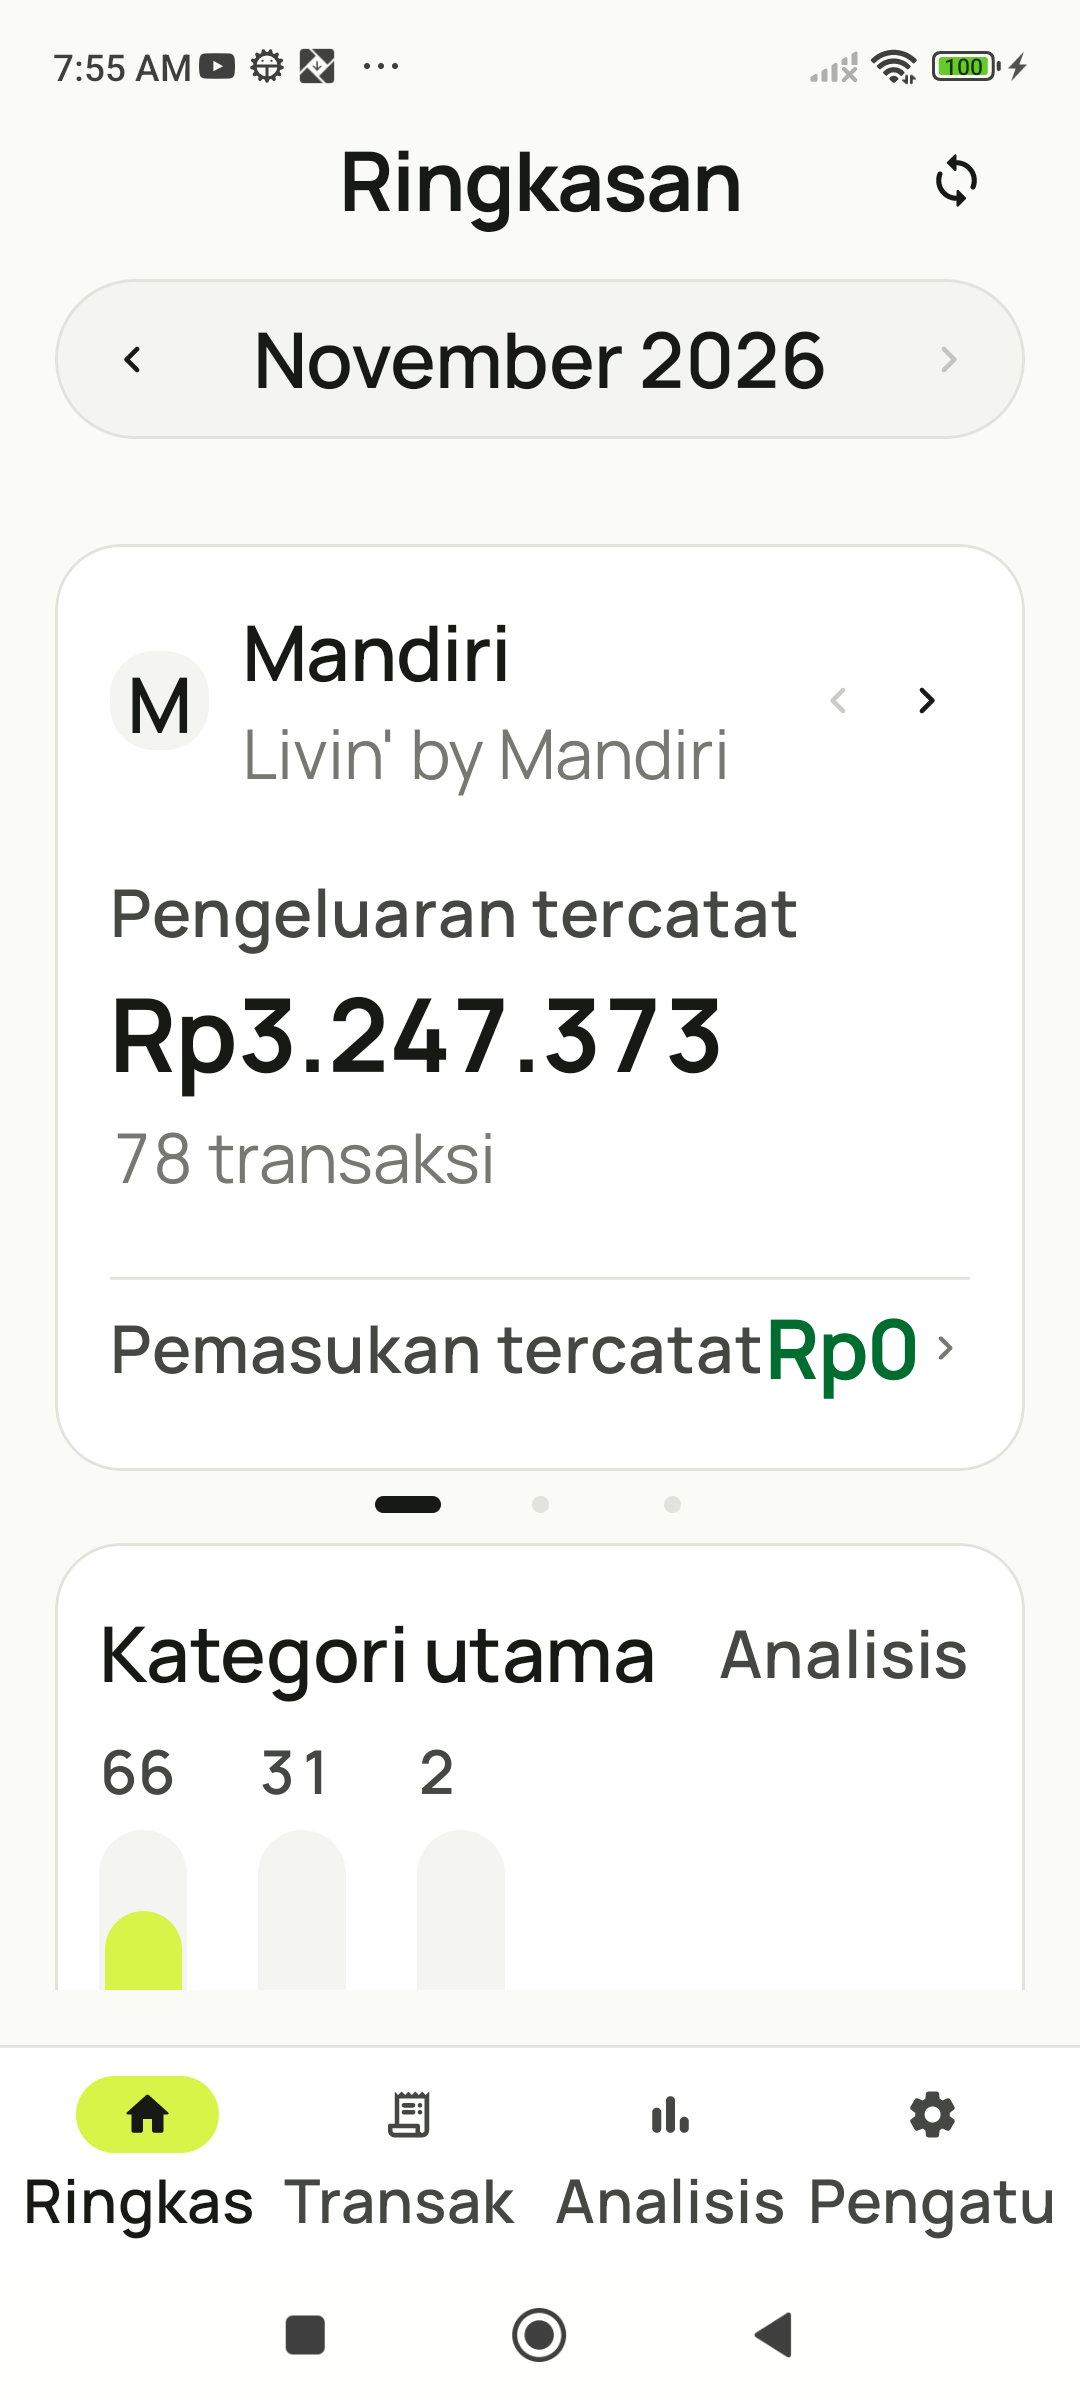 7:55 AM
100
Ringkasan
November 2026
M
Mandiri
Livin' by Mandiri
Pengeluaran tercatat
Rp3.247.373
78 transaksi
Pemasukan tercatat Rp0
Kategori utama
Analisis
66 31 2
Ringkas Transak Analisis Pengatu